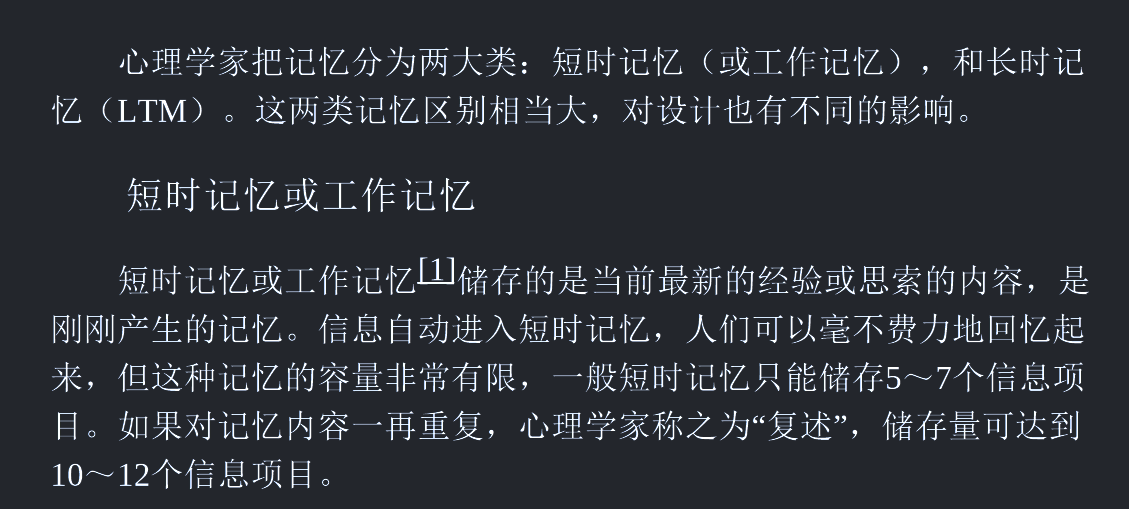 心理学家把记忆分为两大类：短时记忆（或工作记忆），和长时记
忆（LTM）。这两类记忆区别相当大，对设计也有不同的影响。
短时记忆或工作记忆
短时记忆或工作记忆[1]储存的是当前最新的经验或思索的内容，是
刚刚产生的记忆。信息自动进入短时记忆，人们可以毫不费力地回忆起
来，但这种记忆的容量非常有限，一般短时记忆只能储存5～7个信息项
目。如果对记忆内容一再重复，心理学家称之为“复述”，储存量可达到
10～12个信息项目。